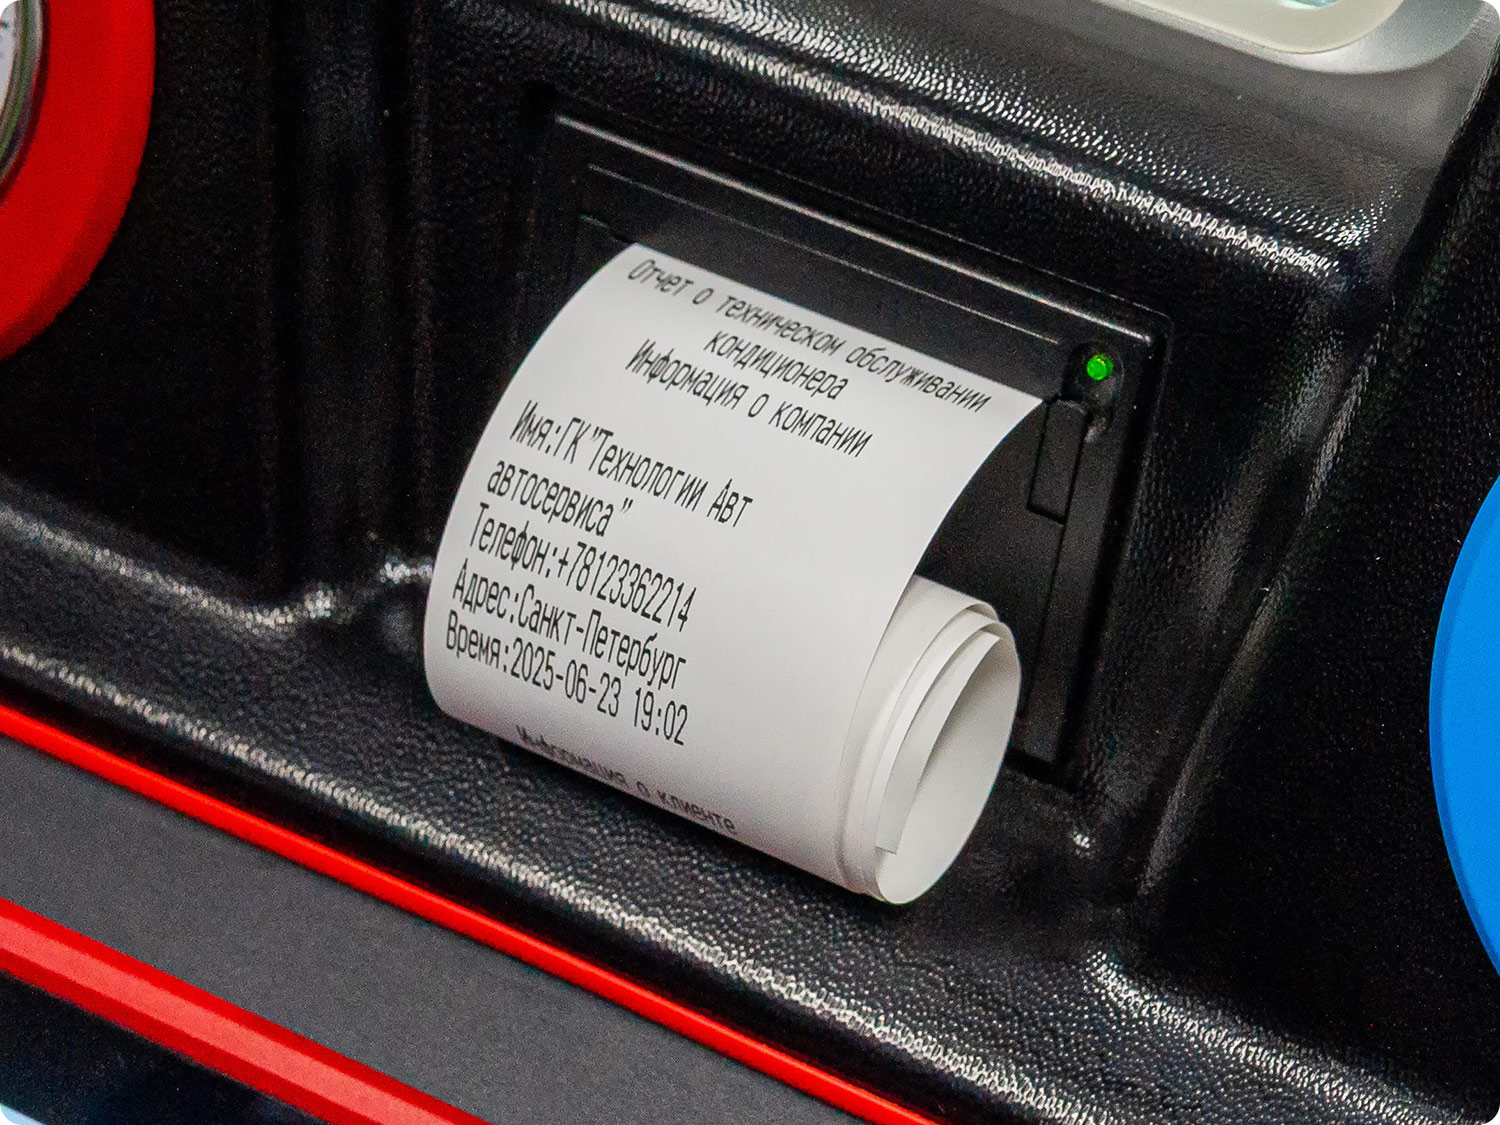 Отчет о техническом обслуживании
кондиционера
Информация о компании
Имя:ГК"Технологии Авт
автосервиса"
Телефон:+78123362214
Адрес:Санкт-Петербург
Время:2025-06-23 19:02
Информация о клиенте